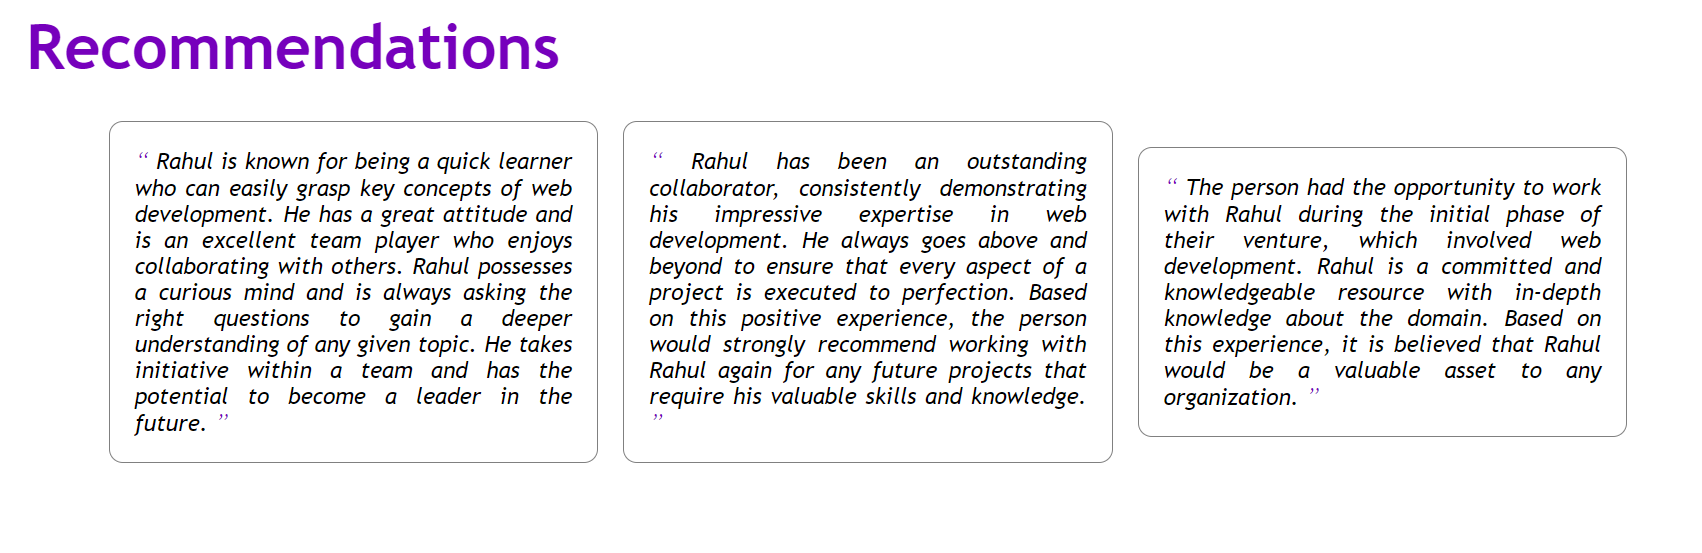 Recommendations
“ Rahul is known for being a quick learner
who can easily grasp key concepts of web
development. He has a great attitude and
is an excellent team player who enjoys
collaborating with others. Rahul possesses
a curious mind and is always asking the
right questions to gain a deeper
understanding of any given topic. He takes
initiative within a team and has the
potential to become a leader in the
future. ”
“ Rahul has been an outstanding
collaborator, consistently demonstrating
his impressive expertise in web
development. He always goes above and
beyond to ensure that every aspect of a
project is executed to perfection. Based
on this positive experience, the person
would strongly recommend working with
Rahul again for any future projects that
require his valuable skills and knowledge.
”
“ The person had the opportunity to work
with Rahul during the initial phase of
their venture, which involved web
development. Rahul is a committed and
knowledgeable resource with in-depth
knowledge about the domain. Based on
this experience, it is believed that Rahul
would be a valuable asset to any
organization. ”